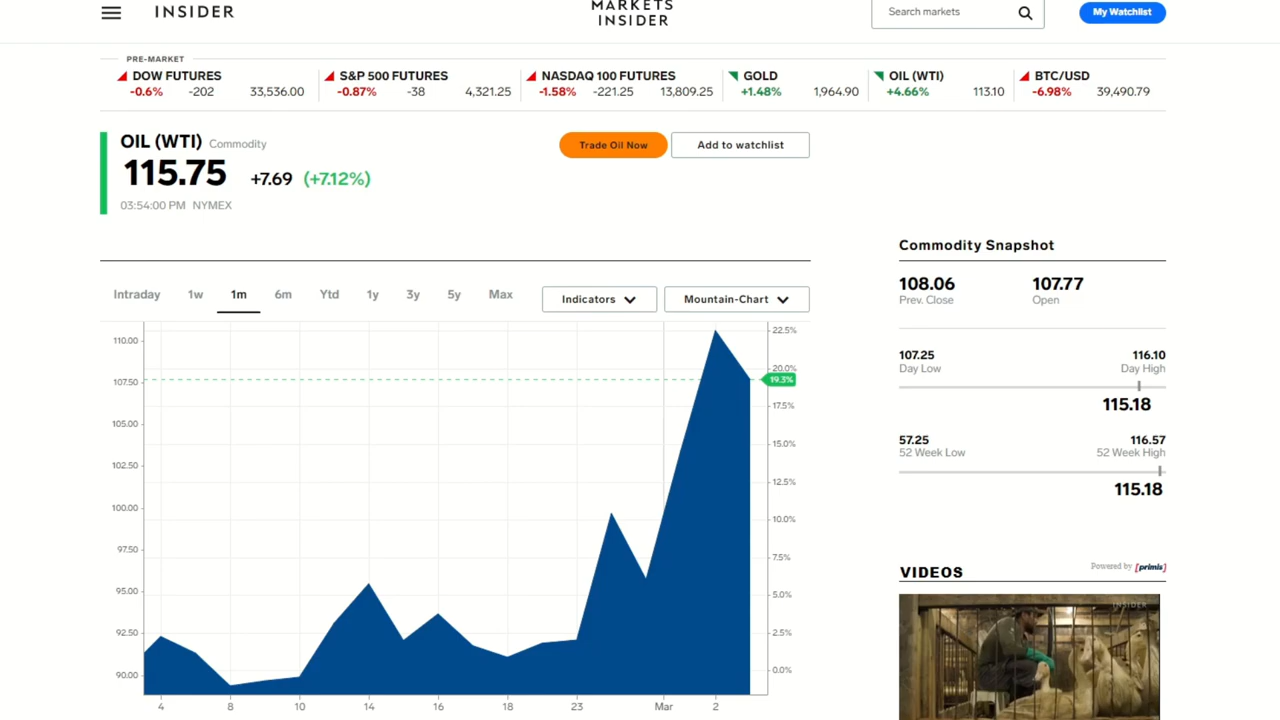 INSIDER
MARKETS
INSIDER
Search markets
My Watchlist
PRE-MARKET
DOW FUTURES
-0.6% -202 33,536.00
S&P 500 FUTURES
-0.87% -38 4,321.25
NASDAQ 100 FUTURES
-1.58% -221.25 13,809.25
GOLD
+1.48% 1,964.90
OIL (WTI)
+4.66% 113.10
BTC/USD
-6.98% 39,490.79
OIL (WTI) Commodity
115.75 +7.69 (+7.12%)
03:54:00 PM NYMEX
Trade Oil Now
Add to watchlist
Intraday 1w 1m 6m Ytd 1y 3y 5y Max
Indicators
Mountain-Chart
110.00
107.50
105.00
102.50
100.00
97.50
95.00
92.50
90.00
22.5%
20.0%
19.3%
17.5%
15.0%
12.5%
10.0%
7.5%
5.0%
2.5%
0.0%
4 8 10 14 16 18 23 Mar 2
Commodity Snapshot
108.06 107.77
Prev. Close Open
107.25 116.10
Day Low Day High
115.18
57.25 116.57
52 Week Low 52 Week High
115.18
VIDEOS
Powered by [primis]
INSIDER